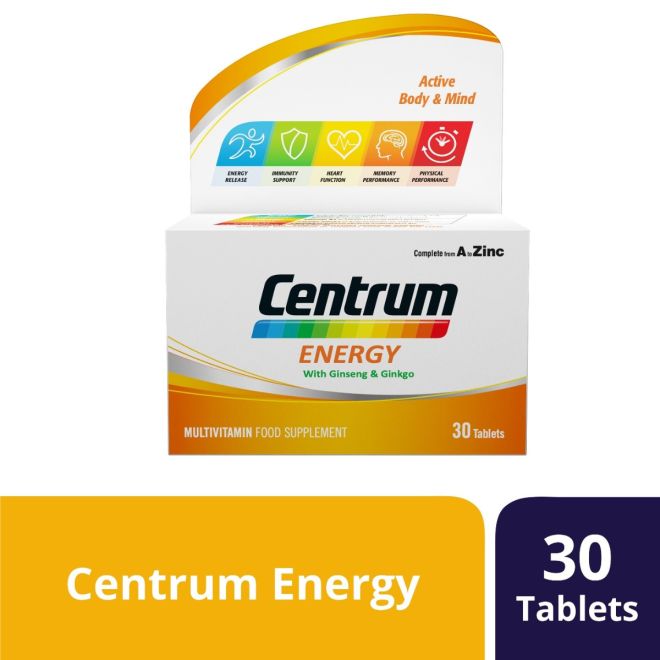 Active
Body & Mind
ENERGY
RELEASE
IMMUNITY
SUPPORT
HEART
FUNCTION
MEMORY
PERFORMANCE
PHYSICAL
PERFORMANCE
Complete from A to Zinc
Centrum
ENERGY
With Ginseng & Ginkgo
MULTIVITAMIN FOOD SUPPLEMENT
30 Tablets
Centrum Energy
30
Tablets